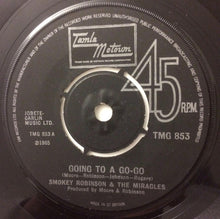 Tamla
Motown
45
RPM.
JOBETE-
CARLIN
MUSIC LTD.
TMG 853 A
℗1965
TMG 853
GOING TO A GO-GO
(Moore—Robinson—Johnson—Rogers)
SMOKEY ROBINSON & THE MIRACLES
Produced by Moore & Robinson